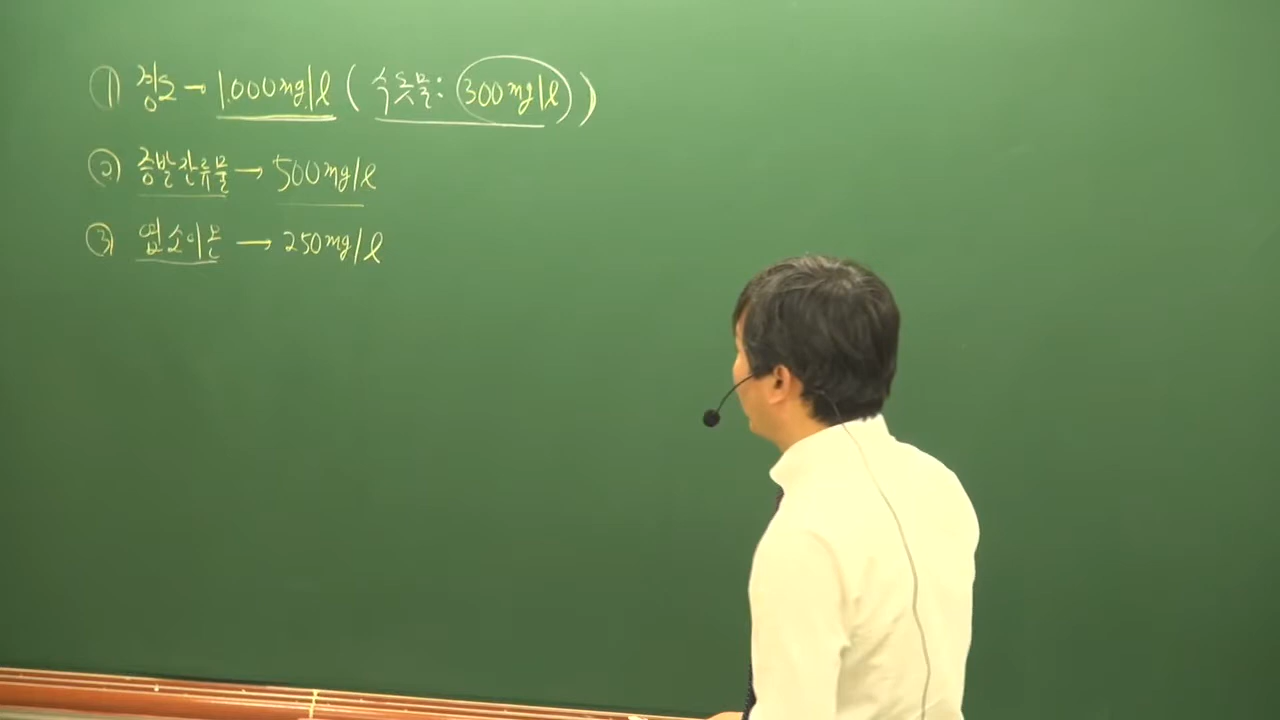 ① 경도 → 1,000mg/l ( 수돗물: 300mg/l )
② 증발잔류물 → 500mg/l
③ 염소이온 → 250mg/l